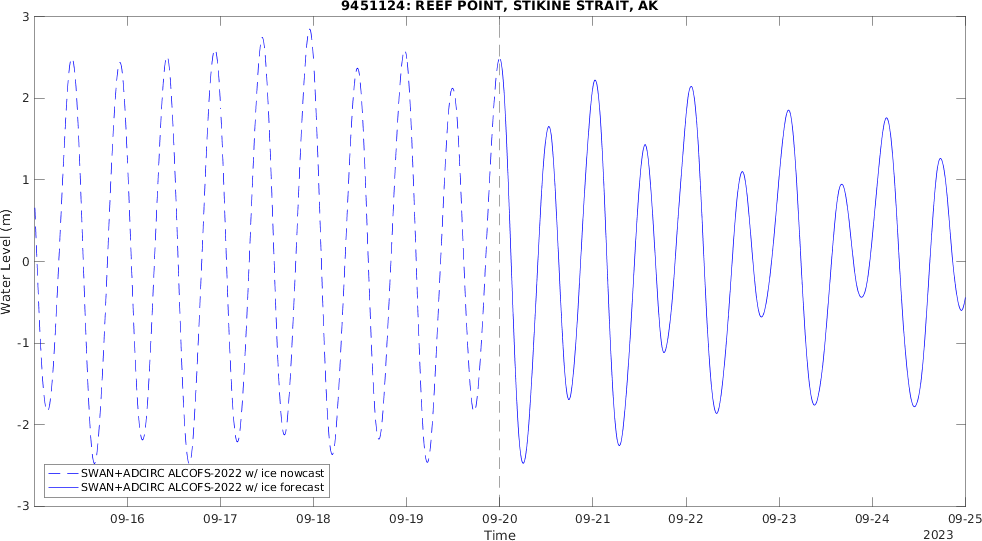 9451124: REEF POINT, STIKINE STRAIT, AK
3
2
1
0
-1
-2
-3
Water Level (m)
SWAN+ADCIRC ALCOFS-2022 w/ ice nowcast
SWAN+ADCIRC ALCOFS-2022 w/ ice forecast
09-16 09-17 09-18 09-19 09-20 09-21 09-22 09-23 09-24 09-25
Time
2023